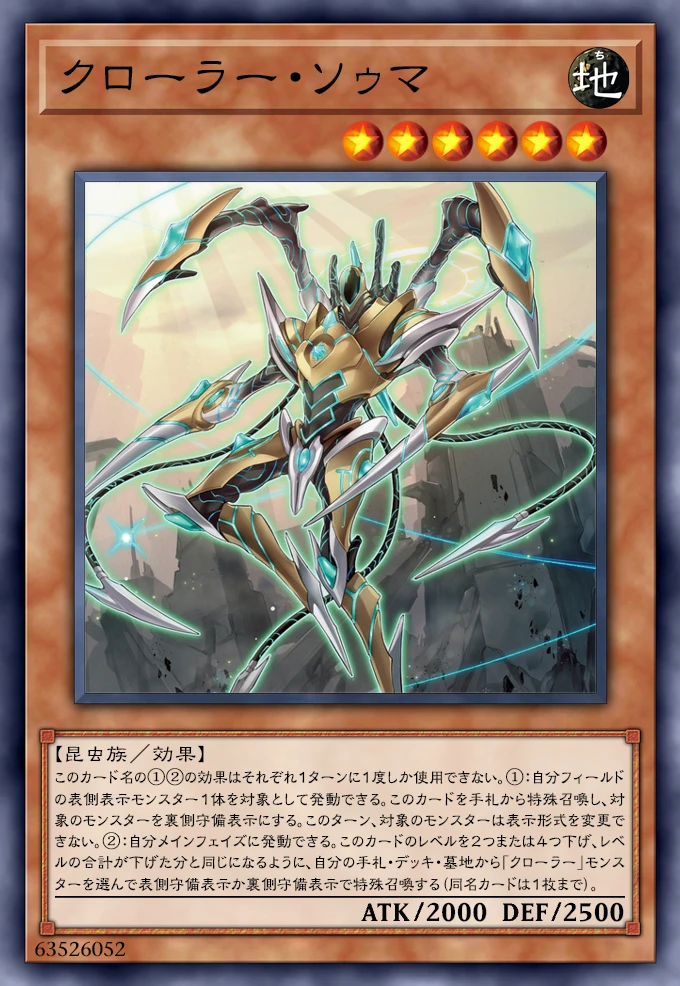 クローラー・ソゥマ
ち
地
【昆虫族／効果】
このカード名の①②の効果はそれぞれ1ターンに1度しか使用できない。①:自分フィールド
の表側表示モンスター1体を対象として発動できる。このカードを手札から特殊召喚し、対
象のモンスターを裏側守備表示にする。このターン、対象のモンスターは表示形式を変更で
きない。②:自分メインフェイズに発動できる。このカードのレベルを2つまたは4つ下げ、レベ
ルの合計が下げた分と同じになるように、自分の手札・デッキ・墓地から「クローラー」モンス
ターを選んで表側守備表示か裏側守備表示で特殊召喚する(同名カードは1枚まで)。
ATK/2000 DEF/2500
63526052